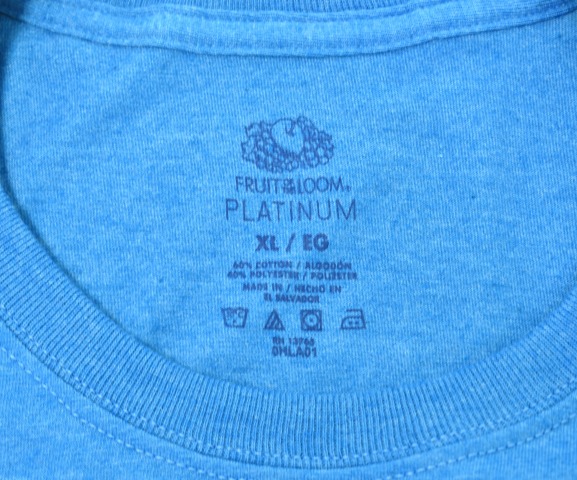 FRUIT OF THE LOOM®
PLATINUM
XL / EG
60% COTTON / ALGODÓN
40% POLYESTER / POLIÉSTER
MADE IN / HECHO EN
EL SALVADOR
RN 13765
0MLA01